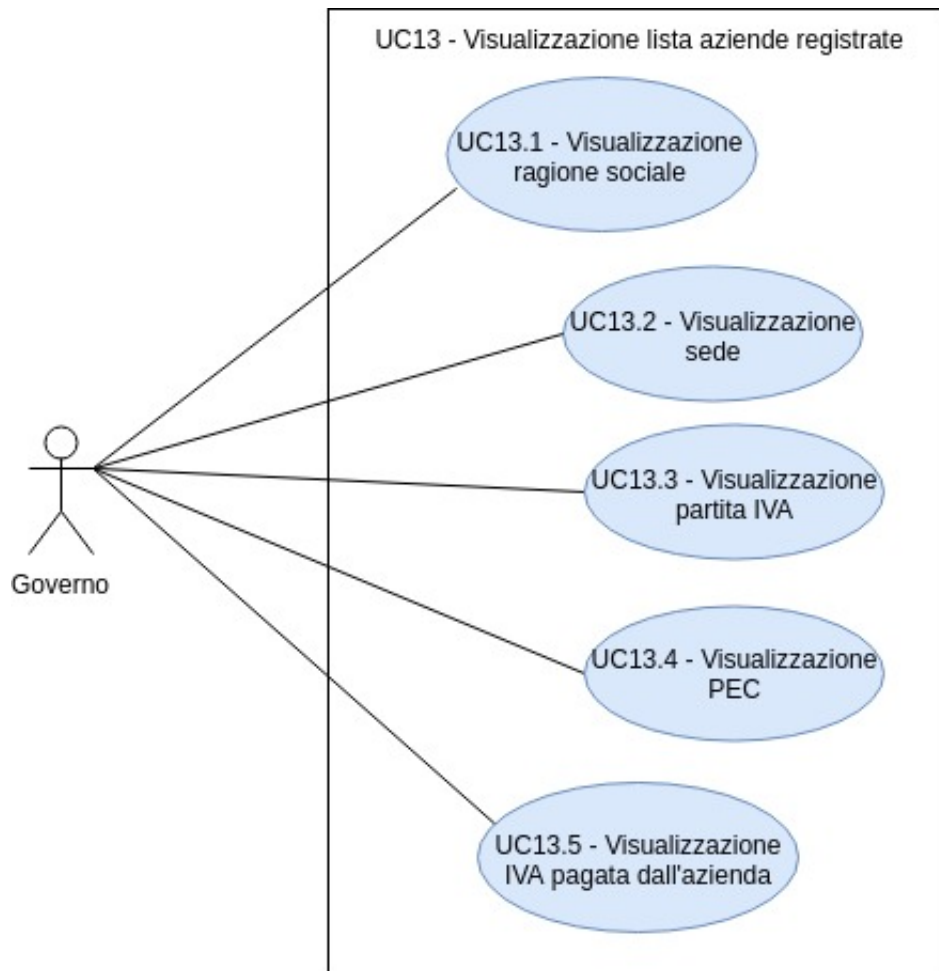 UC13 - Visualizzazione lista aziende registrate
UC13.1 - Visualizzazione
ragione sociale
UC13.2 - Visualizzazione
sede
UC13.3 - Visualizzazione
partita IVA
Governo
UC13.4 - Visualizzazione
PEC
UC13.5 - Visualizzazione
IVA pagata dall'azienda